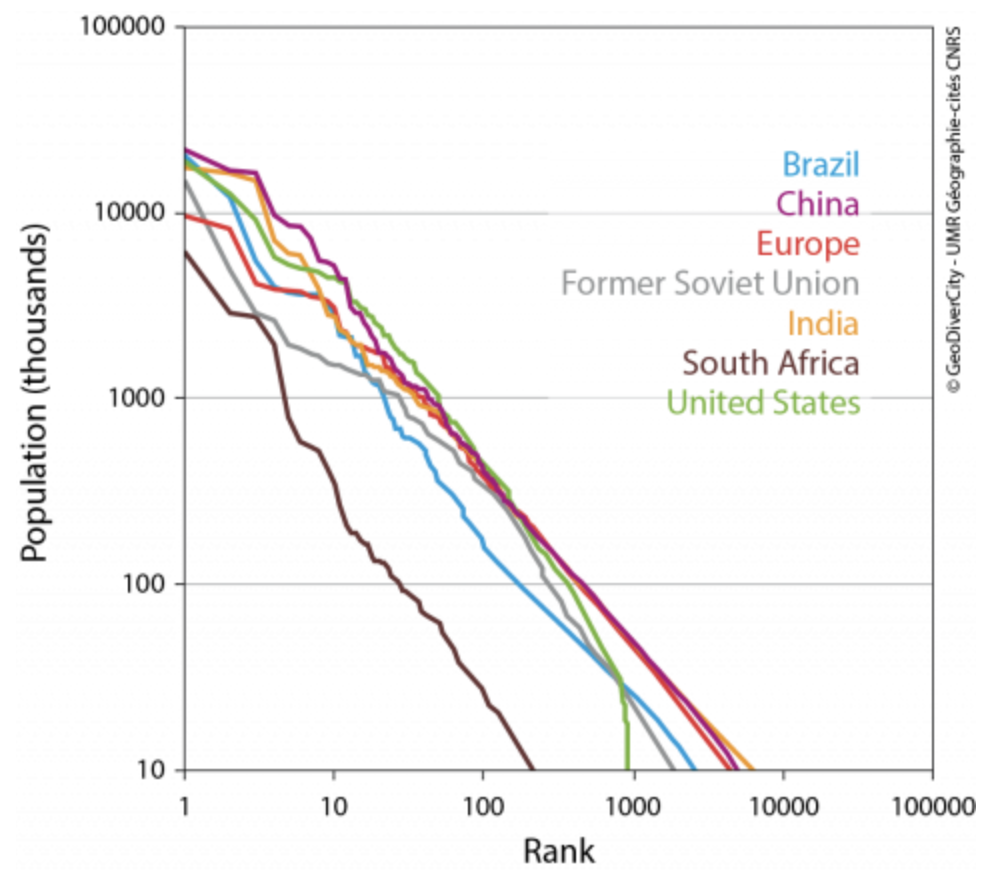 100000
10000
1000
100
10
Population (thousands)
1
10
100
1000
10000
100000
Rank
Brazil
China
Europe
Former Soviet Union
India
South Africa
United States
© GeoDiverCity - UMR Géographie-cités CNRS